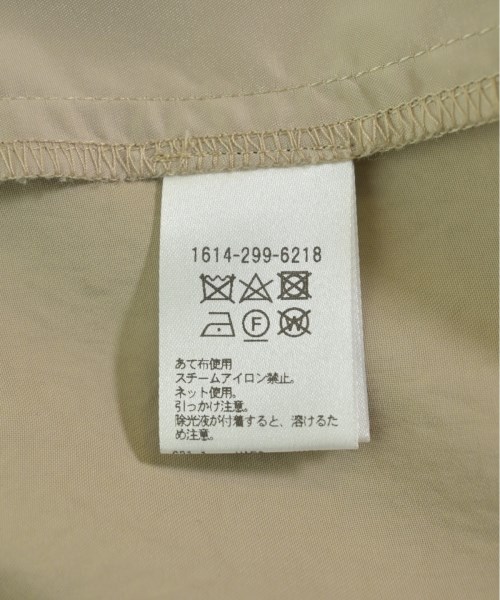 1614-299-6218
F
W
あて布使用
スチームアイロン禁止。
ネット使用。
引っかけ注意。
除光液が付着すると、溶けるた
め注意。